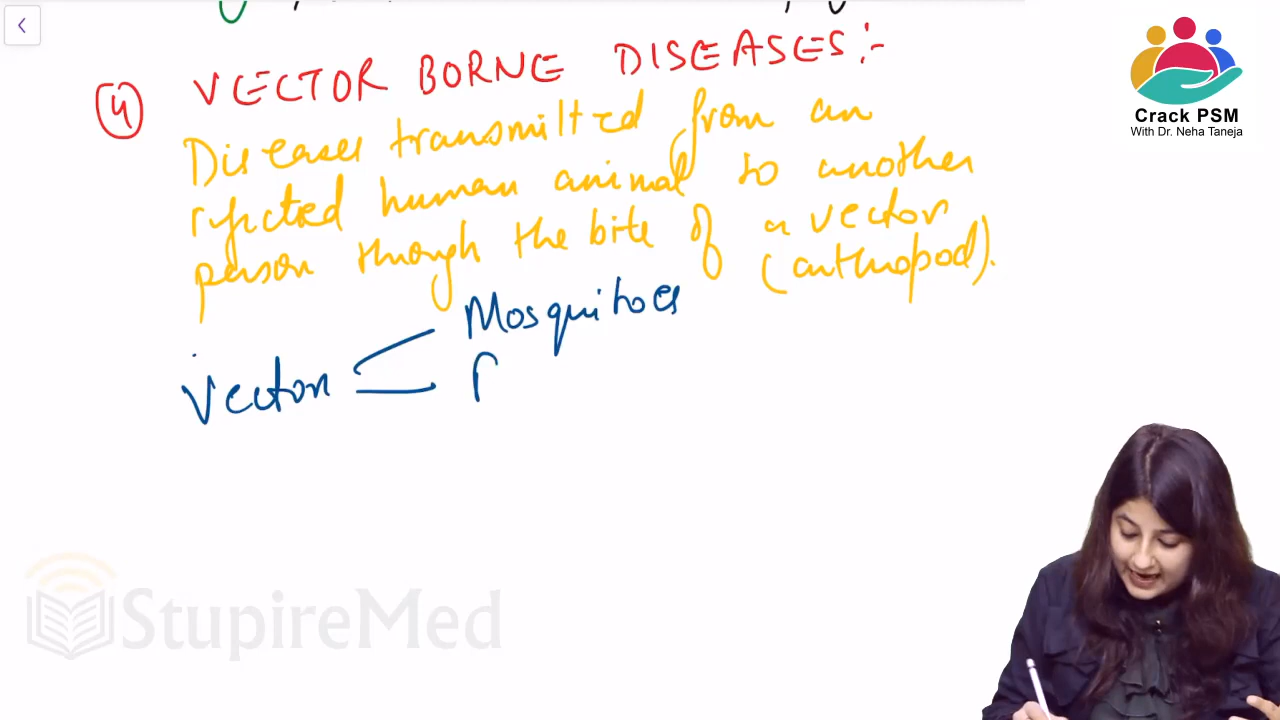 ④ VECTOR BORNE DISEASES:-
Crack PSM
With Dr. Neha Taneja
Diseases transmitted from an
infected human animal to another
person through the bite of a vector
(arthropod).
Vector
Mosquitoes
StupireMed